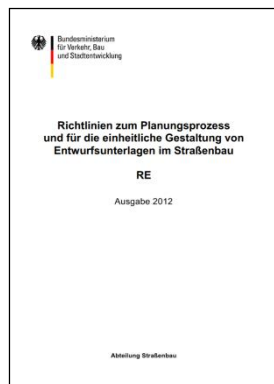 Bundesministerium
für Verkehr, Bau
und Stadtentwicklung
Richtlinien zum Planungsprozess
und für die einheitliche Gestaltung von
Entwurfsunterlagen im Straßenbau
RE
Ausgabe 2012
Abteilung Straßenbau